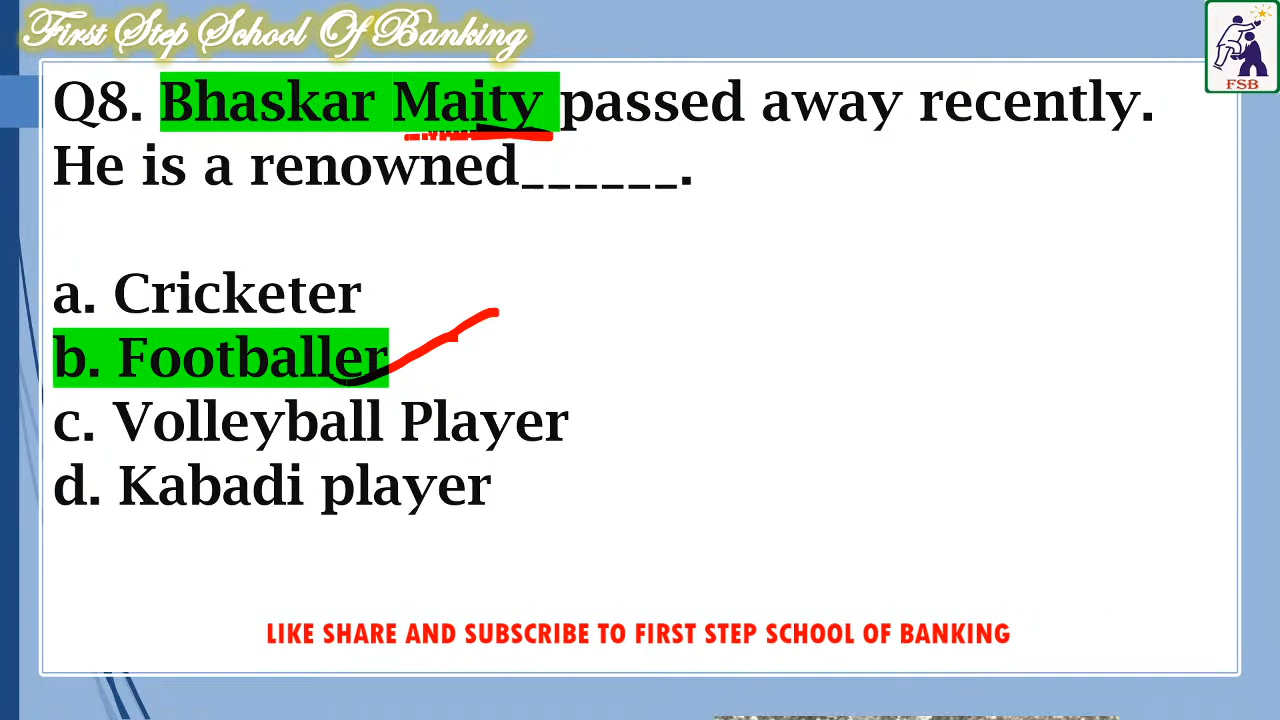 First Step School Of Banking
FSB
Q8. Bhaskar Maity passed away recently.
He is a renowned______.
a. Cricketer
b. Footballer
c. Volleyball Player
d. Kabadi player
LIKE SHARE AND SUBSCRIBE TO FIRST STEP SCHOOL OF BANKING